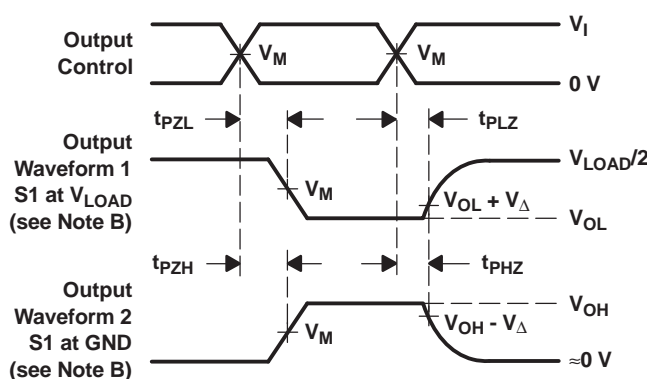 Output
Control
V_M
V_M
V_I
0 V
t_PZL
t_PLZ
Output
Waveform 1
S1 at V_LOAD
(see Note B)
V_M
V_LOAD/2
V_OL + V_Δ
V_OL
t_PZH
t_PHZ
Output
Waveform 2
S1 at GND
(see Note B)
V_M
V_OH
V_OH - V_Δ
≈0 V